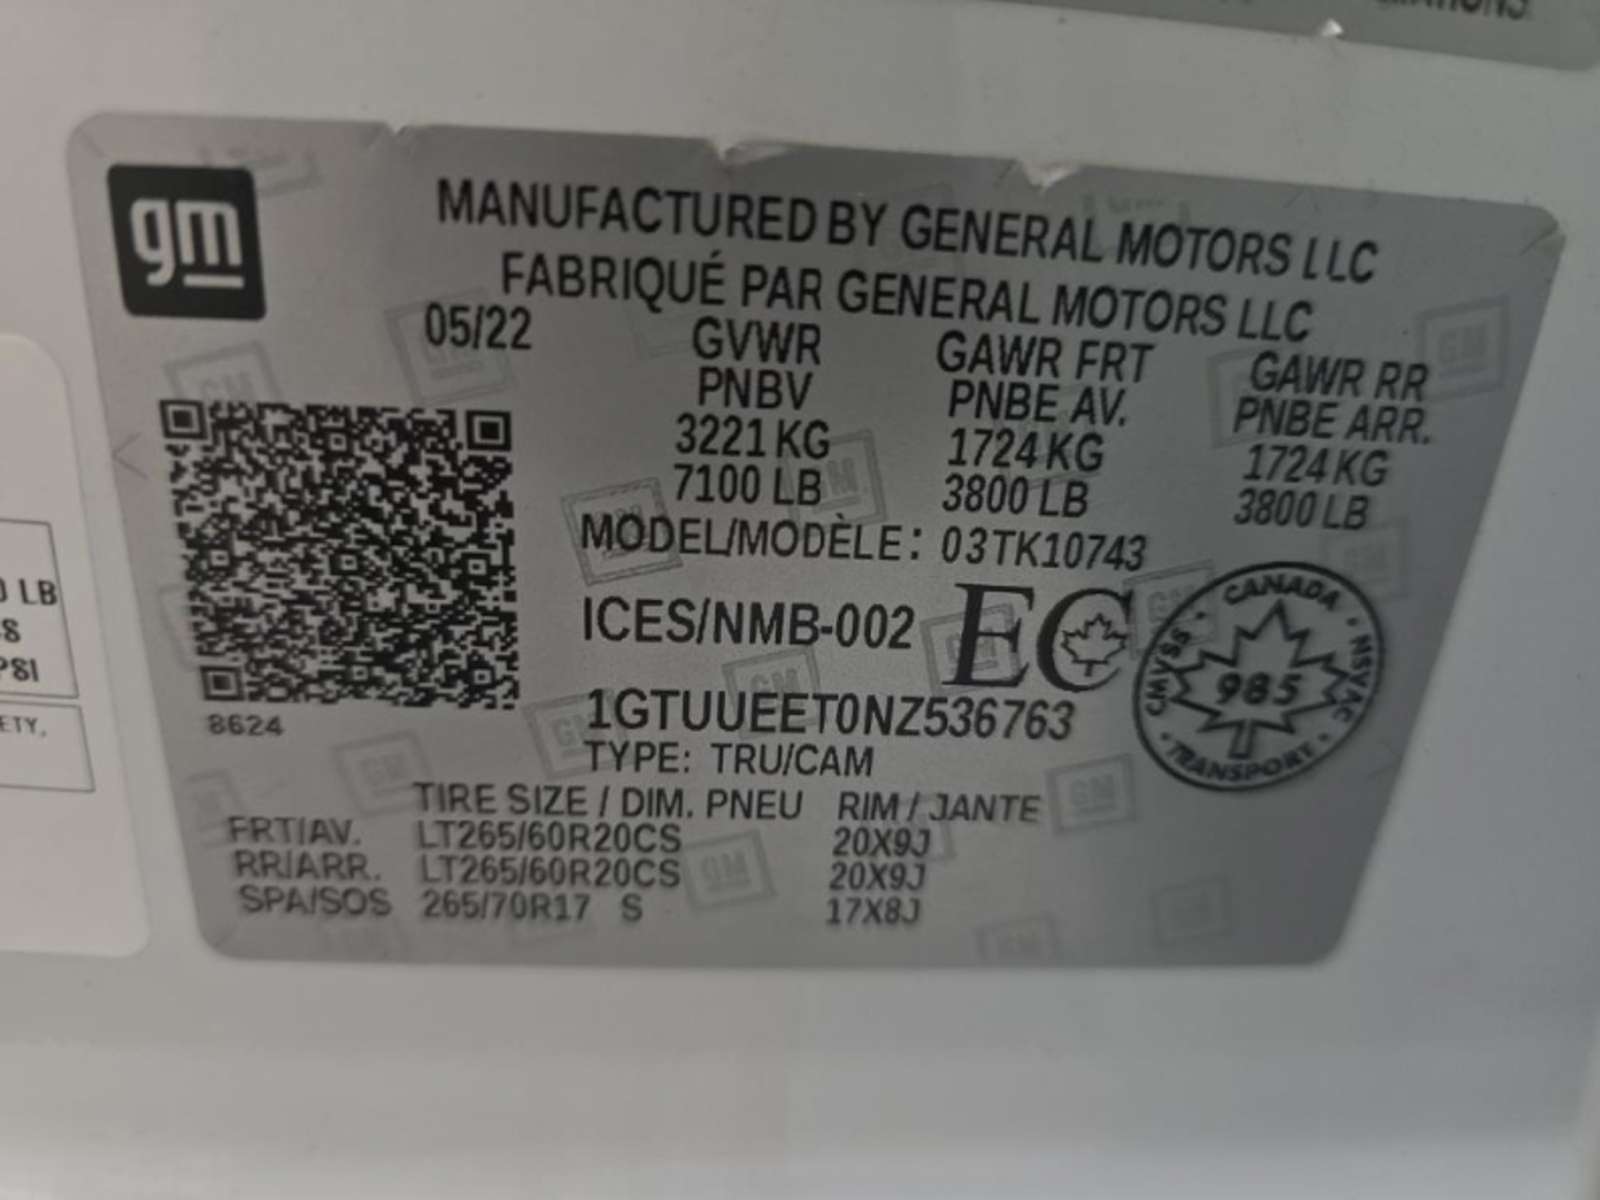 gm
MANUFACTURED BY GENERAL MOTORS LLC
FABRIQUÉ PAR GENERAL MOTORS LLC
05/22 GVWR GAWR FRT GAWR RR
PNBV PNBE AV. PNBE ARR.
3221 KG 1724 KG 1724 KG
7100 LB 3800 LB 3800 LB
MODEL/MODÈLE: 03TK10743
ICES/NMB-002 EC
CANADA
CMVSS 985 NSVAC
TRANSPORT
1GTUUEET0NZ536763
8624
TYPE: TRU/CAM
TIRE SIZE / DIM. PNEU RIM / JANTE
FRT/AV. LT265/60R20CS 20X9J
RR/ARR. LT265/60R20CS 20X9J
SPA/SOS 265/70R17 S 17X8J
LB
PSI